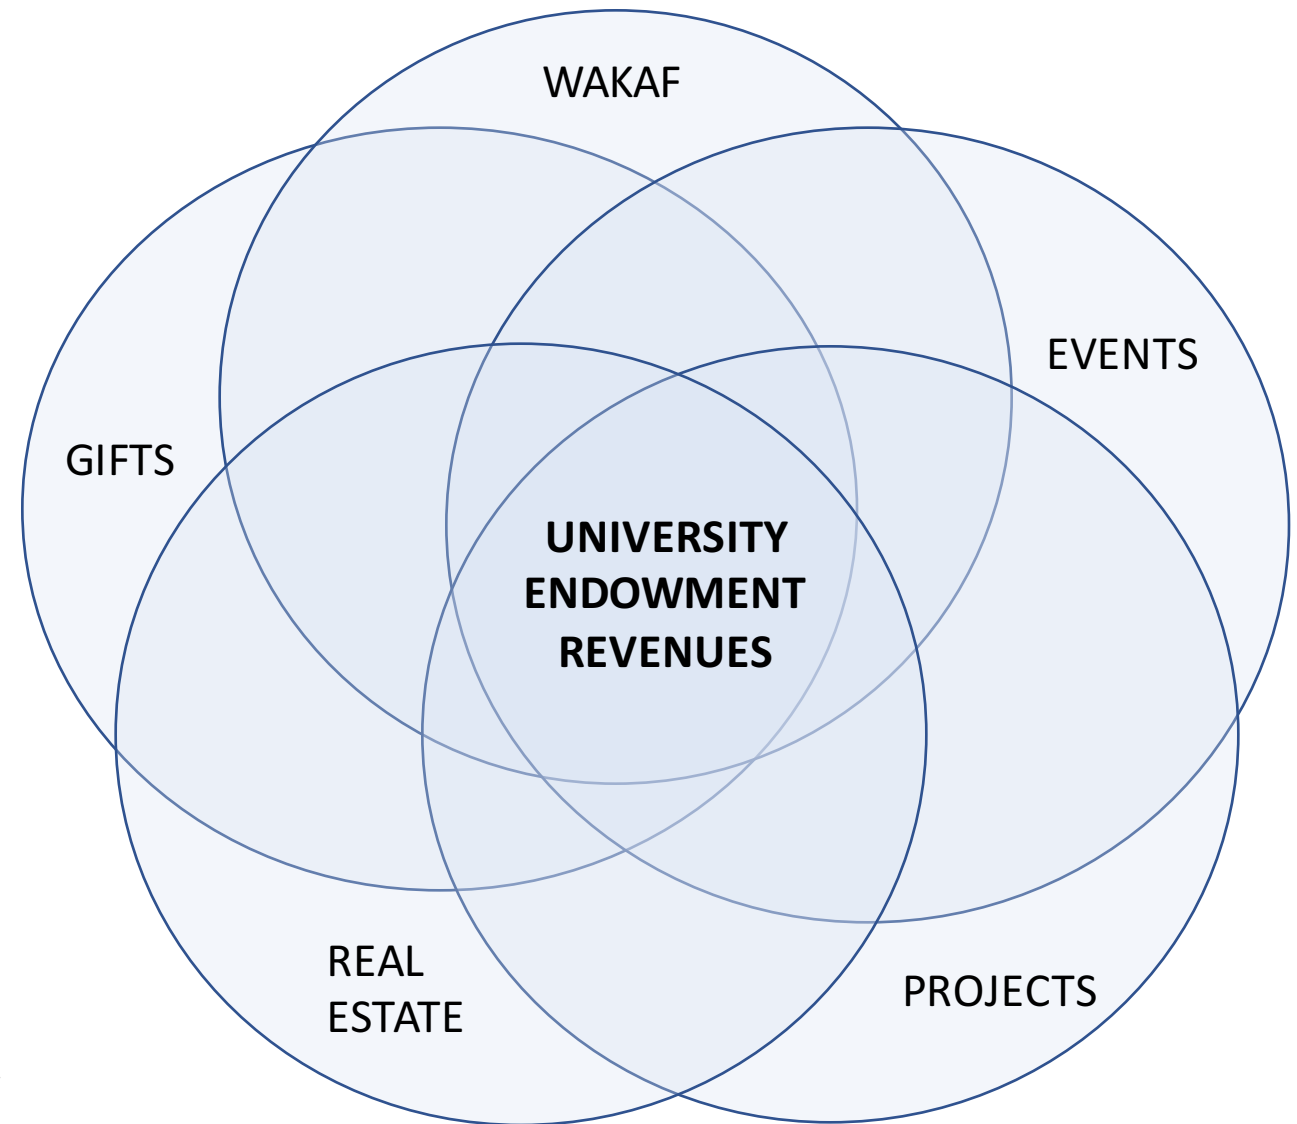 WAKAF
EVENTS
GIFTS
UNIVERSITY
ENDOWMENT
REVENUES
REAL
ESTATE
PROJECTS